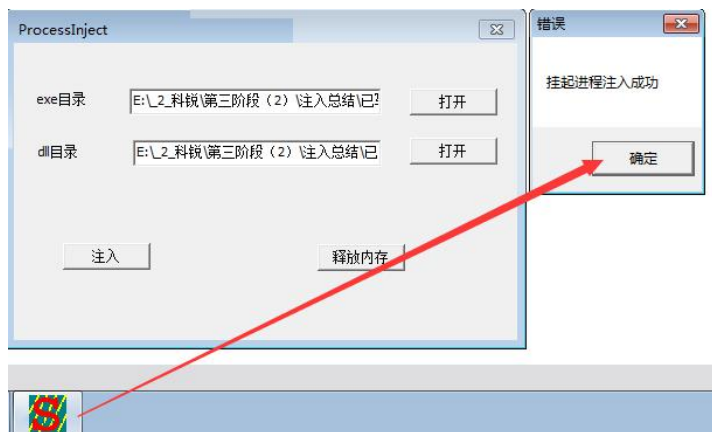 ProcessInject
exe目录
E:\_2_科锐\第三阶段（2）\注入总结\已
打开
dll目录
E:\_2_科锐\第三阶段（2）\注入总结\已
打开
注入
释放内存
错误
挂起进程注入成功
确定
S